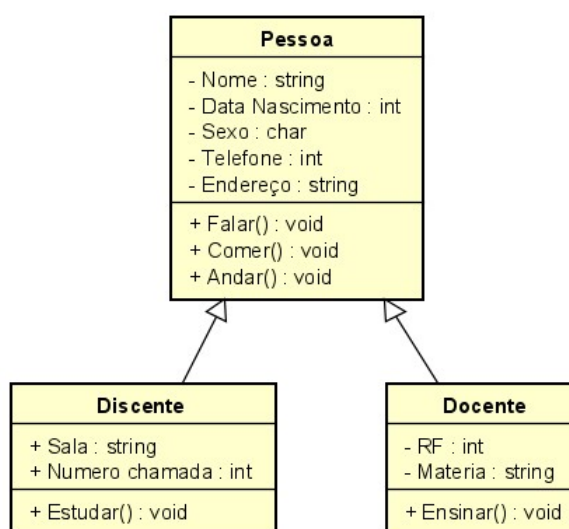 Pessoa
- Nome : string
- Data Nascimento : int
- Sexo : char
- Telefone : int
- Endereço : string
+ Falar() : void
+ Comer() : void
+ Andar() : void
Discente
+ Sala : string
+ Numero chamada : int
+ Estudar() : void
Docente
- RF : int
- Materia : string
+ Ensinar() : void